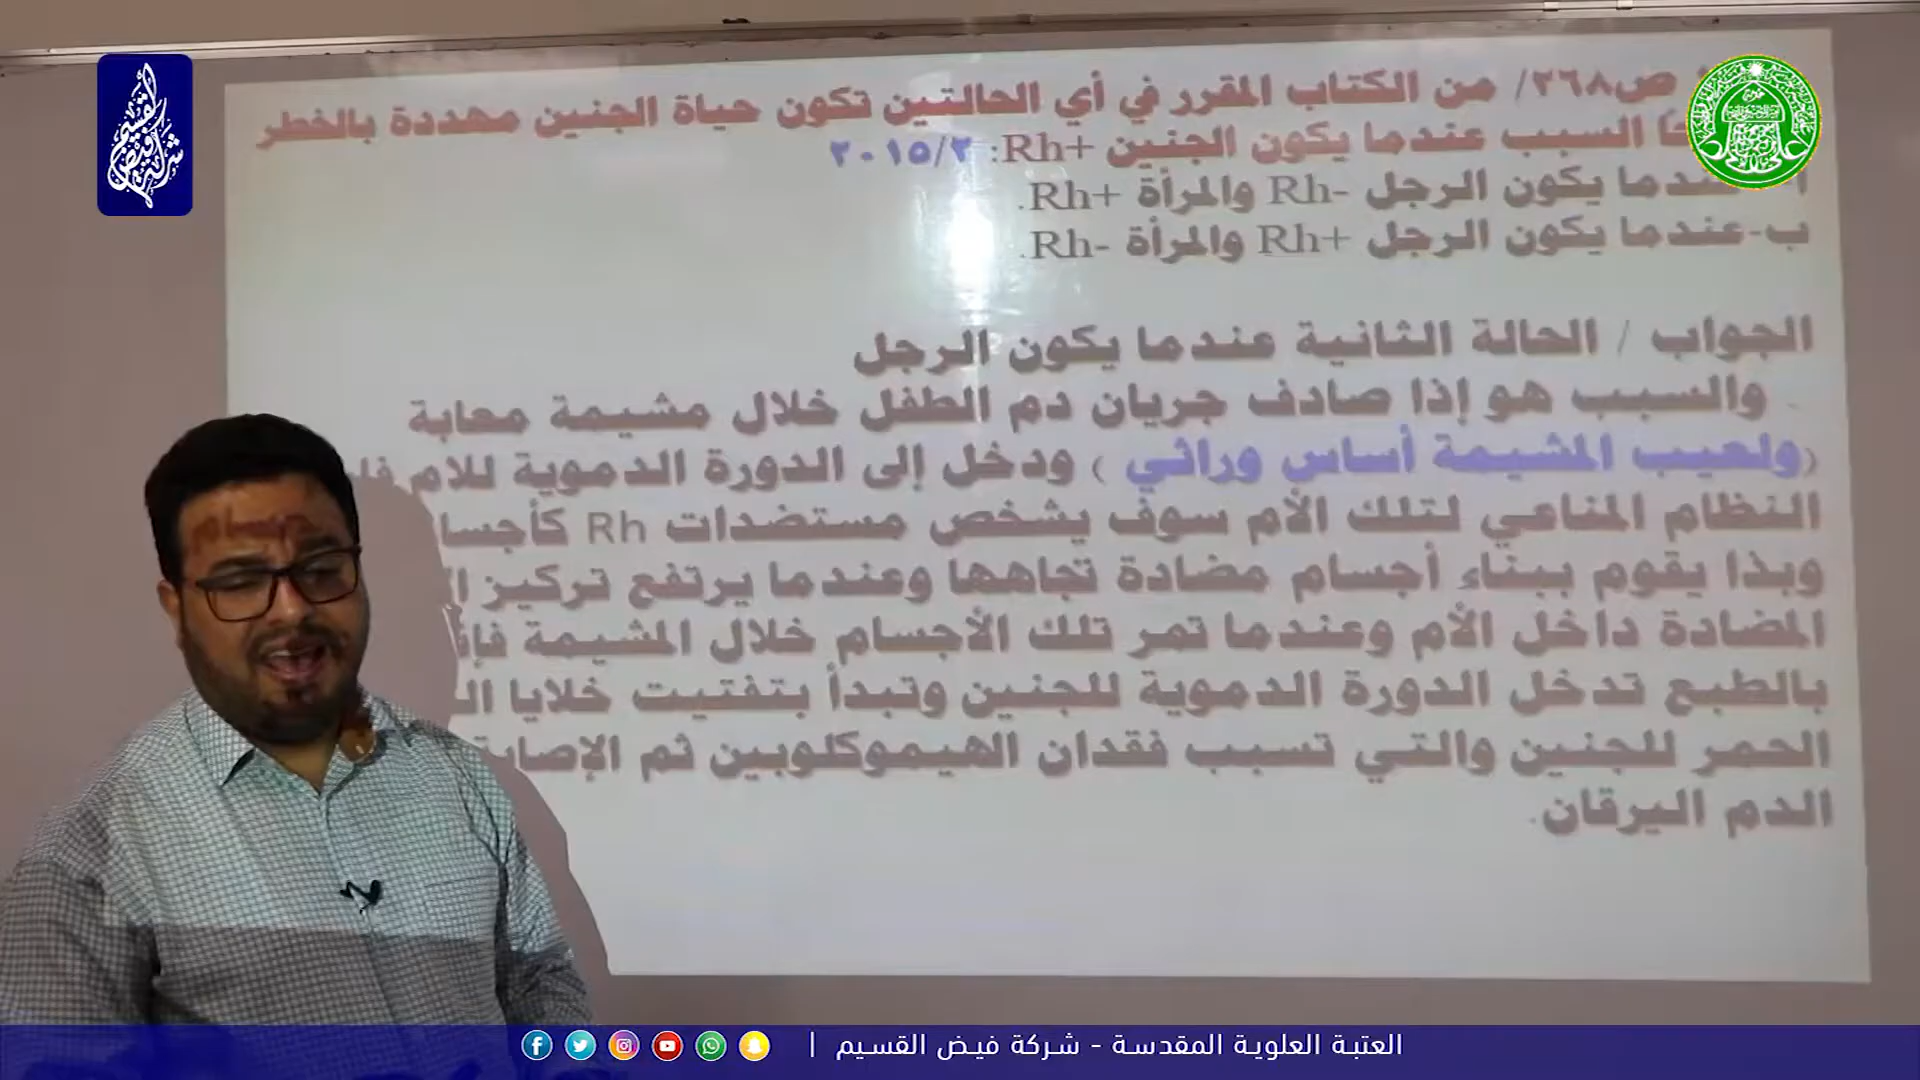 ص٣٦٨/ من الكتاب المقرر في أي الحالتين تكون حياة الجنين مهددة بالخطر
السبب عندما يكون الجنين +Rh: ٢٠١٥/٢
يكون الرجل -Rh والمرأة +Rh.
ب-عندما يكون الرجل +Rh والمرأة -Rh.
الجواب / الحالة الثانية عندما يكون الرجل
والسبب هو إذا صادف جريان دم الطفل خلال مشيمة معابة
(ولعيب المشيمة أساس وراثي ) ودخل إلى الدورة الدموية للام
النظام المناعي لتلك الأم سوف يشخص مستضدات Rh
وبذا يقوم ببناء أجسام مضادة تجاهها وعندما يرتفع تركيز
المضادة داخل الأم وعندما تمر تلك الأجسام خلال المشيمة
بالطبع تدخل الدورة الدموية للجنين وتبدأ بتفتيت خلايا
الحمر للجنين والتي تسبب فقدان الهيموكلوبين ثم
الدم اليرقان.
العتبة العلوية المقدسة - شركة فيض القسيم |